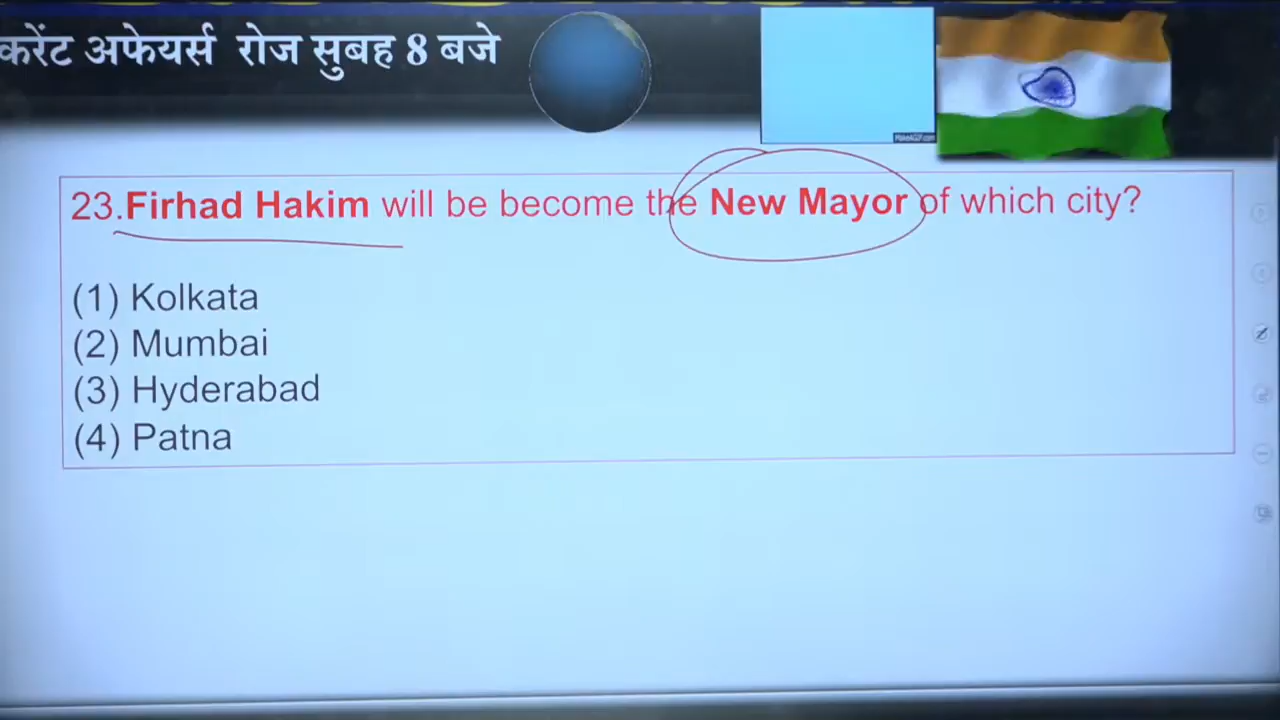 करेंट अफेयर्स रोज सुबह 8 बजे
23.Firhad Hakim will be become the New Mayor of which city?
(1) Kolkata
(2) Mumbai
(3) Hyderabad
(4) Patna